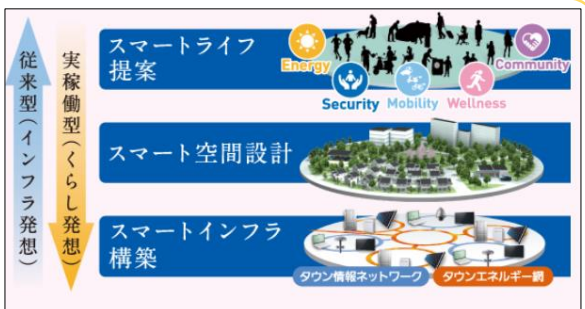 従来型(インフラ発想)
実稼働型(くらし発想)
スマートライフ
提案
Energy
Security
Mobility
Wellness
Community
スマート空間設計
スマートインフラ
構築
タウン情報ネットワーク
タウンエネルギー網